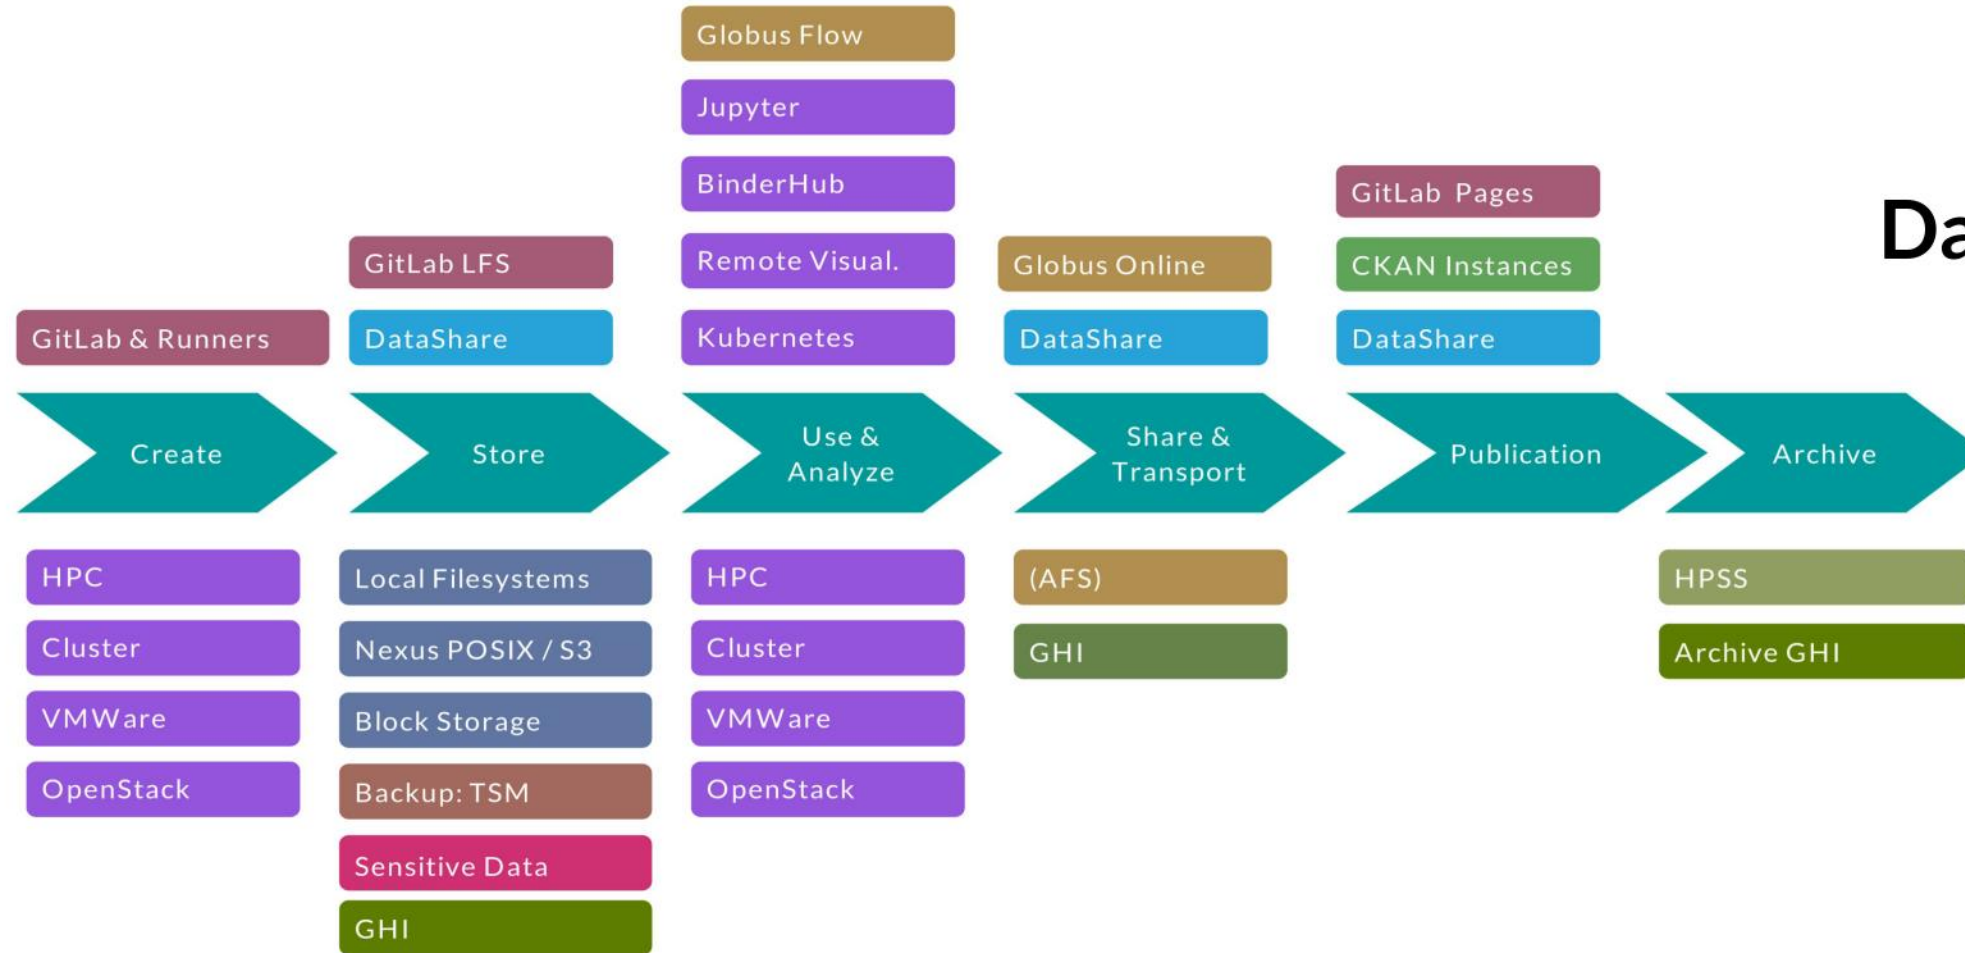 Globus Flow
Jupyter
BinderHub
GitLab Pages
GitLab LFS
Remote Visual.
Globus Online
CKAN Instances
Da
GitLab & Runners
DataShare
Kubernetes
DataShare
DataShare
Create
Store
Use &
Analyze
Share &
Transport
Publication
Archive
HPC
Local Filesystems
HPC
(AFS)
HPSS
Cluster
Nexus POSIX / S3
Cluster
GHI
Archive GHI
VMWare
Block Storage
VMWare
OpenStack
Backup: TSM
OpenStack
Sensitive Data
GHI